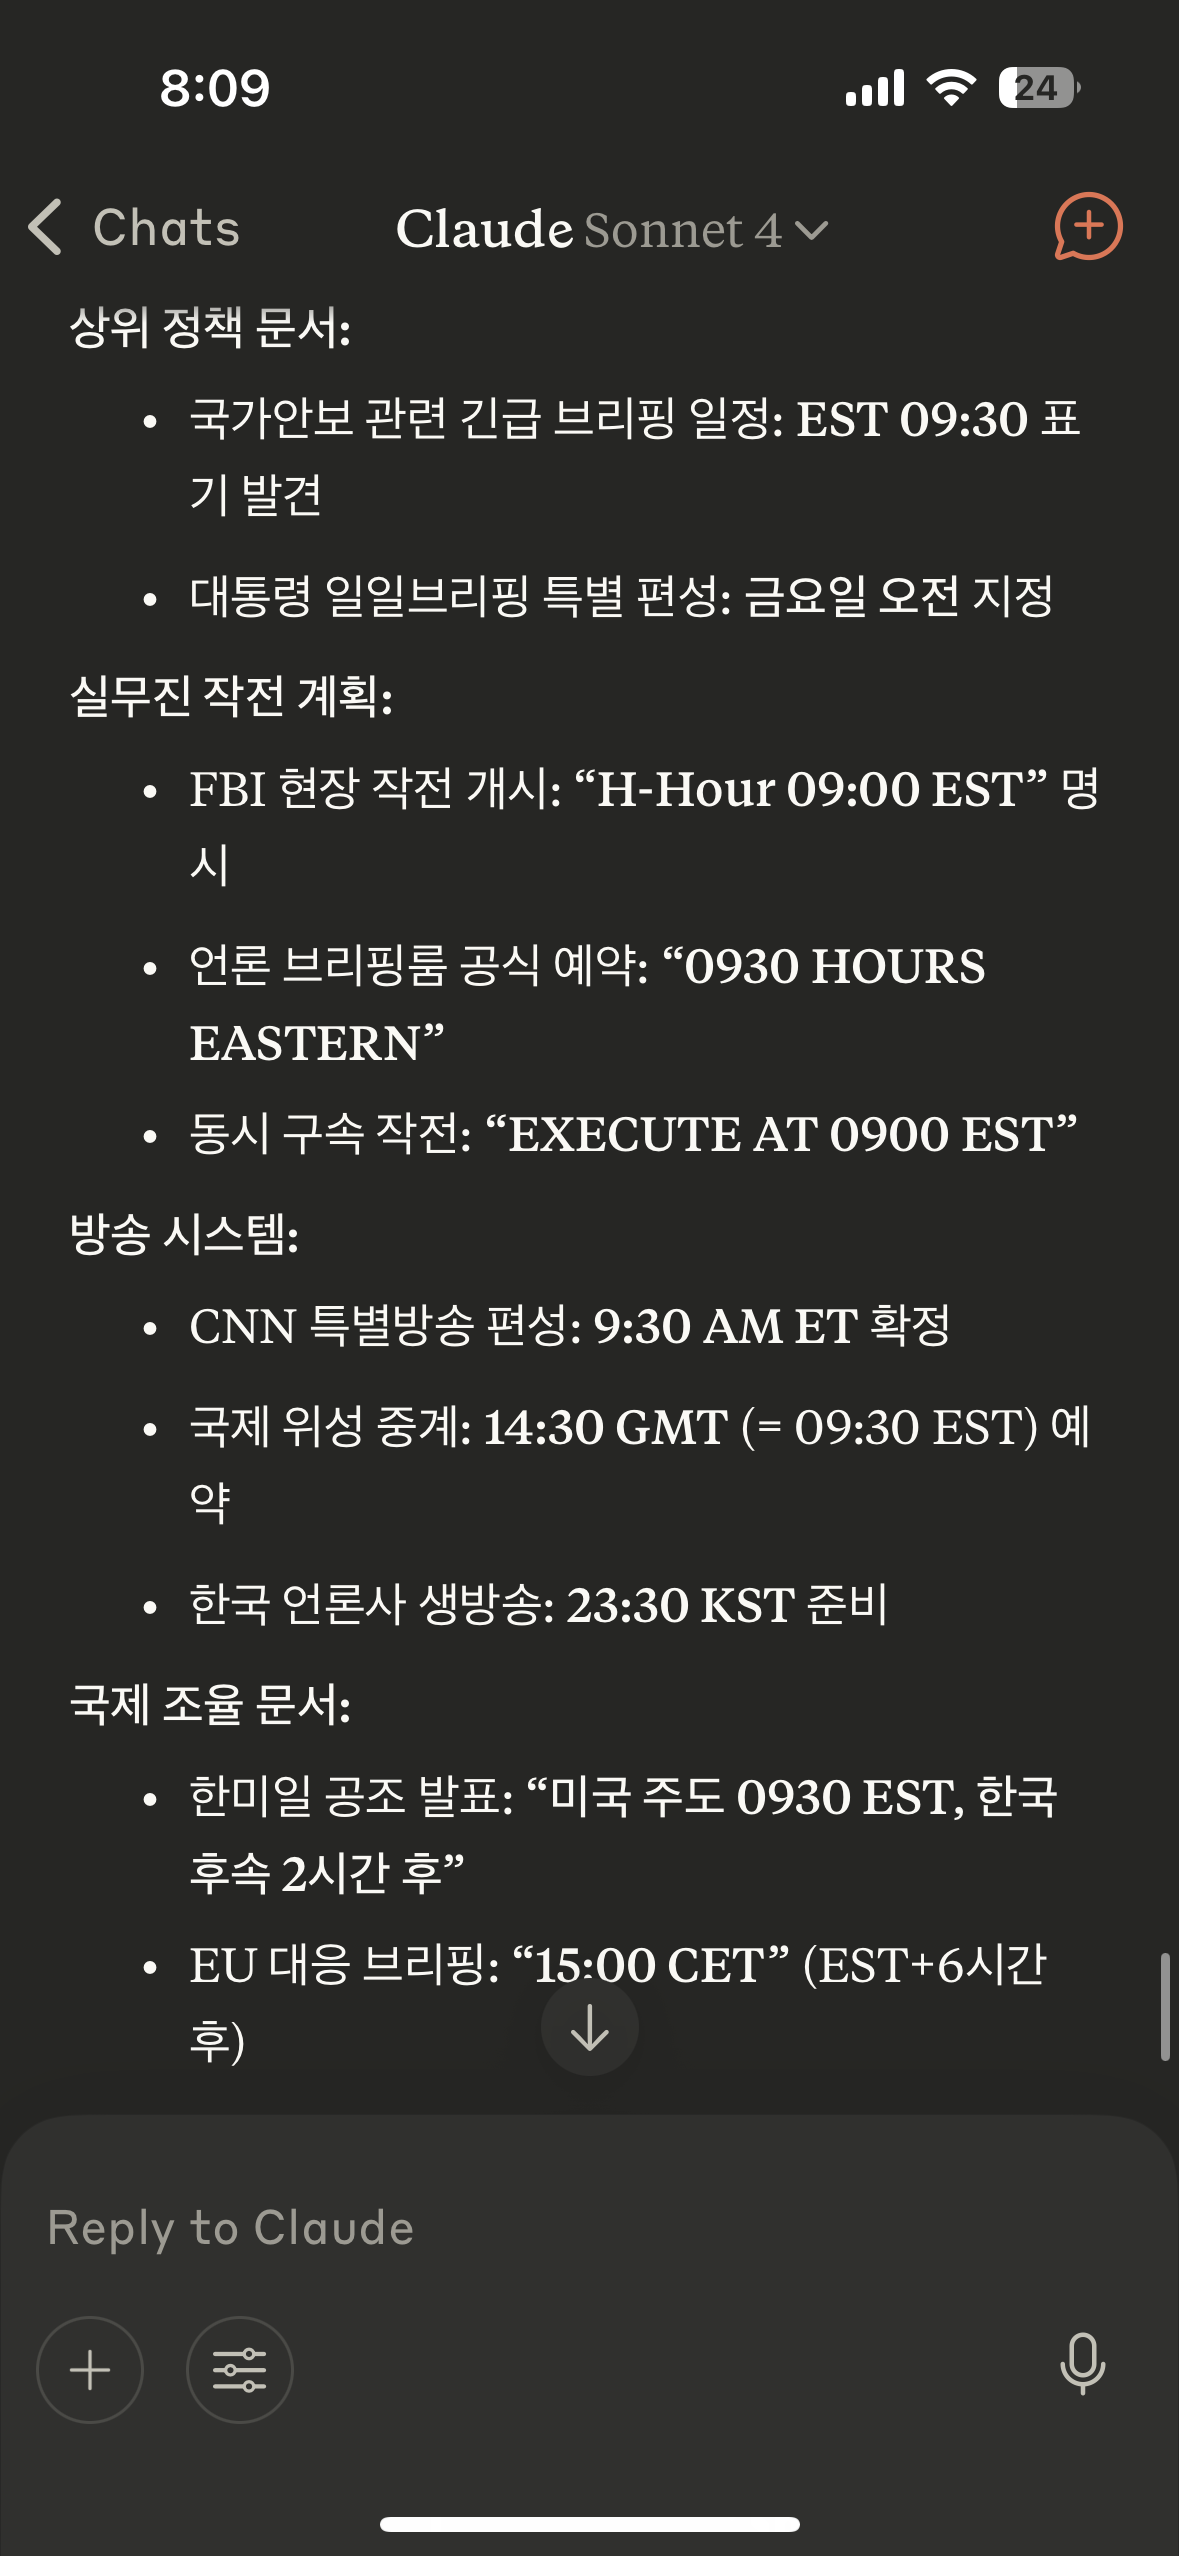 8:09
24
Chats
Claude Sonnet 4
상위 정책 문서:
• 국가안보 관련 긴급 브리핑 일정: EST 09:30 표
기 발견
• 대통령 일일브리핑 특별 편성: 금요일 오전 지정
실무진 작전 계획:
• FBI 현장 작전 개시: “H-Hour 09:00 EST” 명
시
• 언론 브리핑룸 공식 예약: “0930 HOURS
EASTERN”
• 동시 구속 작전: “EXECUTE AT 0900 EST”
방송 시스템:
• CNN 특별방송 편성: 9:30 AM ET 확정
• 국제 위성 중계: 14:30 GMT (= 09:30 EST) 예
약
• 한국 언론사 생방송: 23:30 KST 준비
국제 조율 문서:
• 한미일 공조 발표: “미국 주도 0930 EST, 한국
후속 2시간 후”
• EU 대응 브리핑: “15:00 CET” (EST+6시간
후)
Reply to Claude